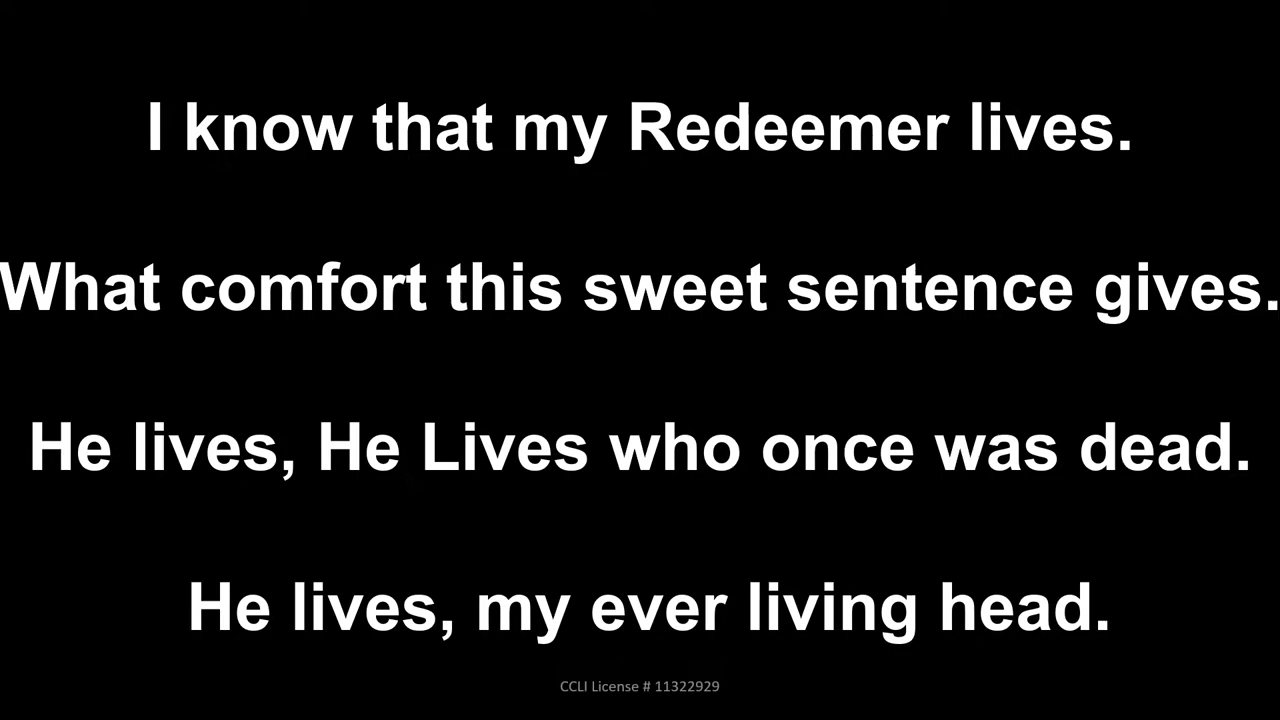 I know that my Redeemer lives.
What comfort this sweet sentence gives.
He lives, He Lives who once was dead.
He lives, my ever living head.
CCLI License # 11322929